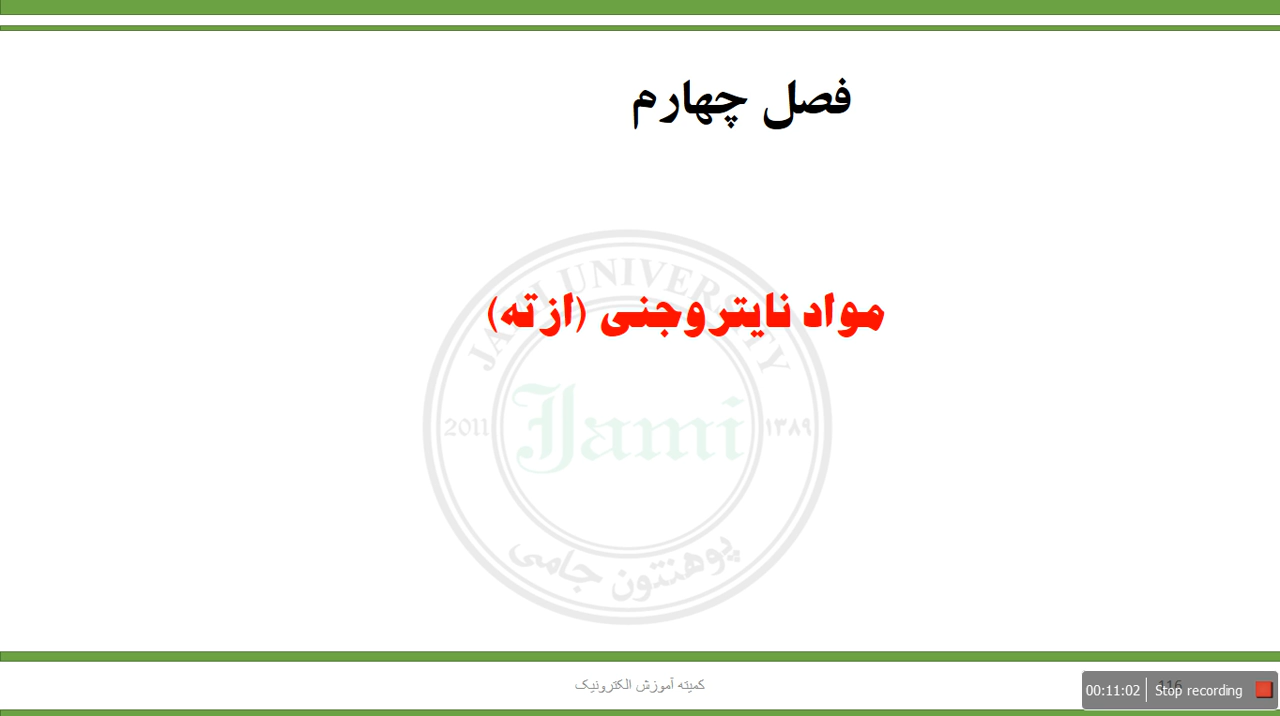 فصل چهارم
مواد نایتروجنی (ازته)
JAMI UNIVERSITY
2011 Jami ۱۳۸۹
پوهنتون جامی
کمیته آموزش الکترونیک
116
00:11:02 Stop recording